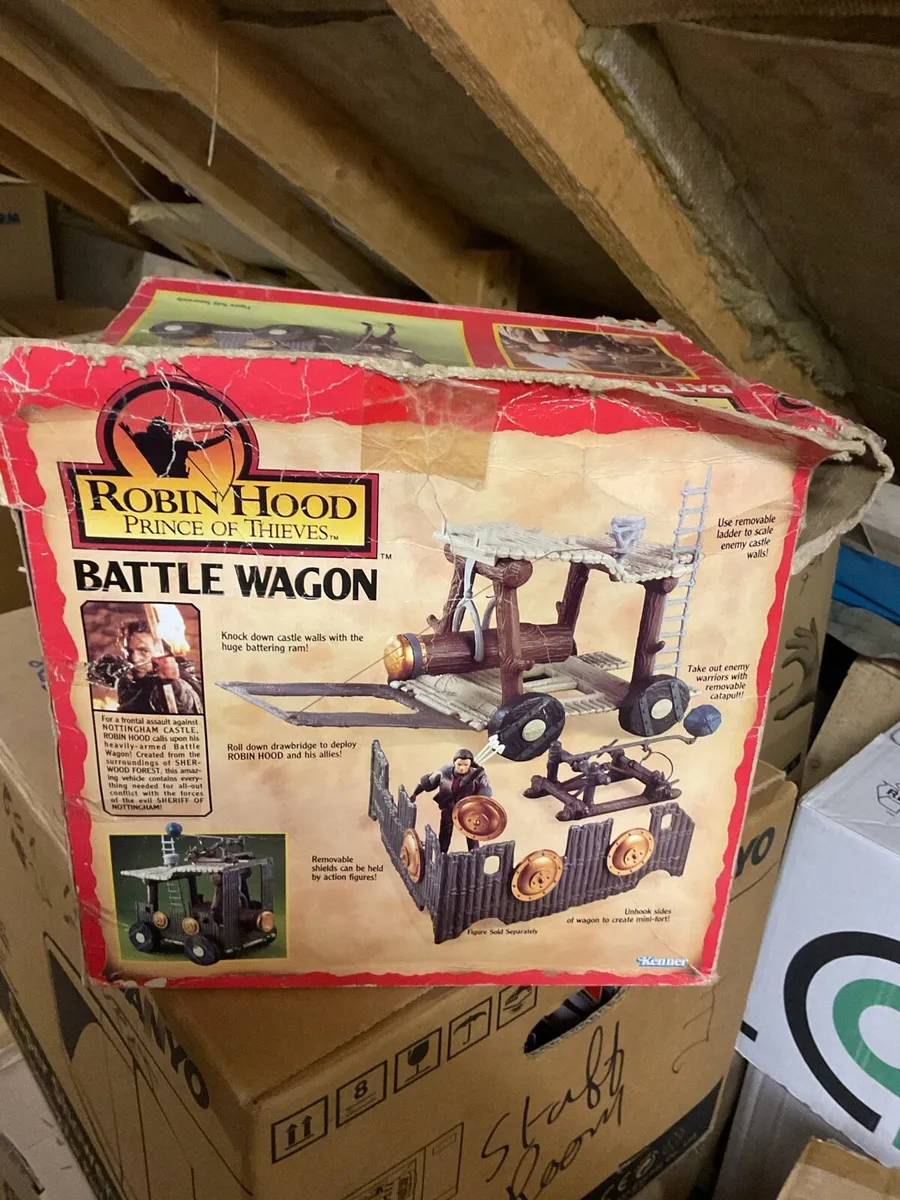 Figure Sold Separately
ROBIN HOOD
PRINCE OF THIEVES™
™
BATTLE WAGON
Use removable
ladder to scale
enemy castle
walls!
Knock down castle walls with the
huge battering ram!
Take out enemy
warriors with
removable
catapult!
For a frontal assault against
NOTTINGHAM CASTLE,
ROBIN HOOD calls upon his
heavily-armed Battle
Wagon! Created from the
surroundings of SHER-
WOOD FOREST, this amaz-
ing vehicle contains every-
thing needed for all-out
conflict with the forces
of the evil SHERIFF OF
NOTTINGHAM!
Roll down drawbridge to deploy
ROBIN HOOD and his allies!
Removable
shields can be held
by action figures!
Unhook sides
of wagon to create mini-fort!
Figure Sold Separately
Kenner
8
Staff
Room